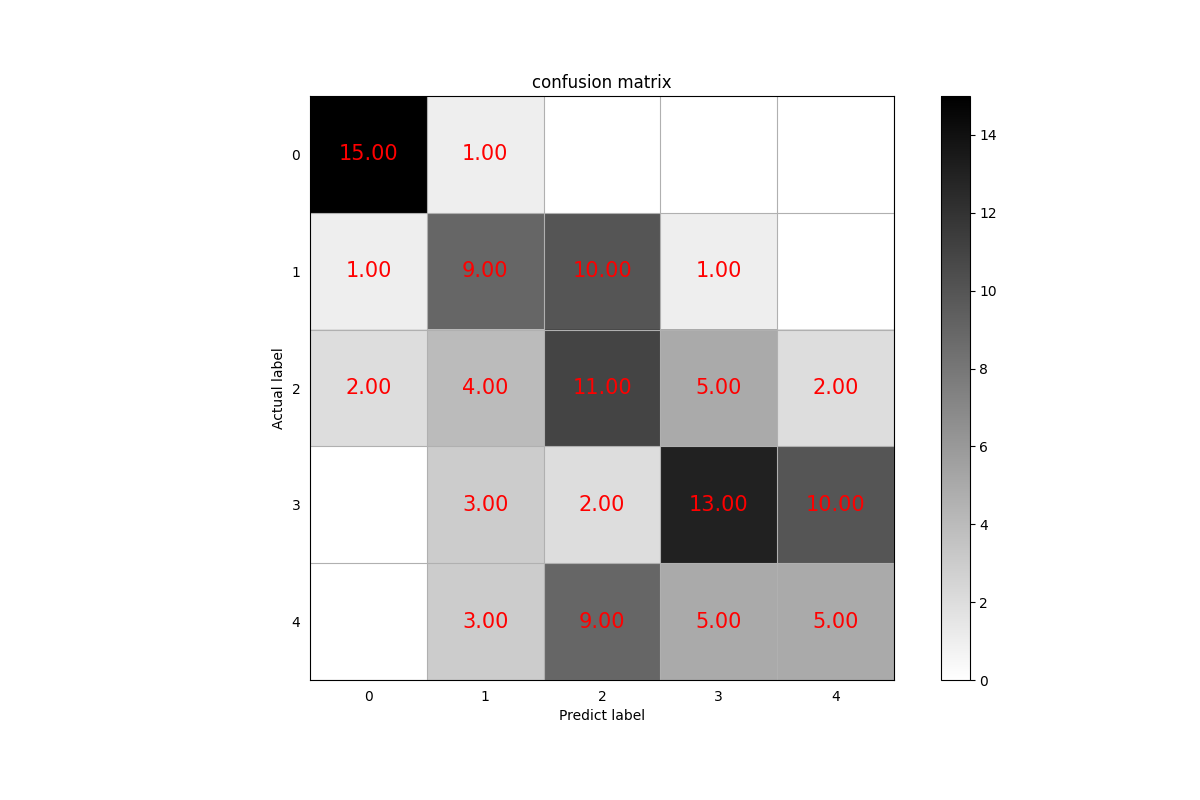 confusion matrix
0 15.00 1.00
1 1.00 9.00 10.00 1.00
2 2.00 4.00 11.00 5.00 2.00
3 3.00 2.00 13.00 10.00
4 3.00 9.00 5.00 5.00
0 1 2 3 4
Actual label
Predict label
14
12
10
8
6
4
2
0